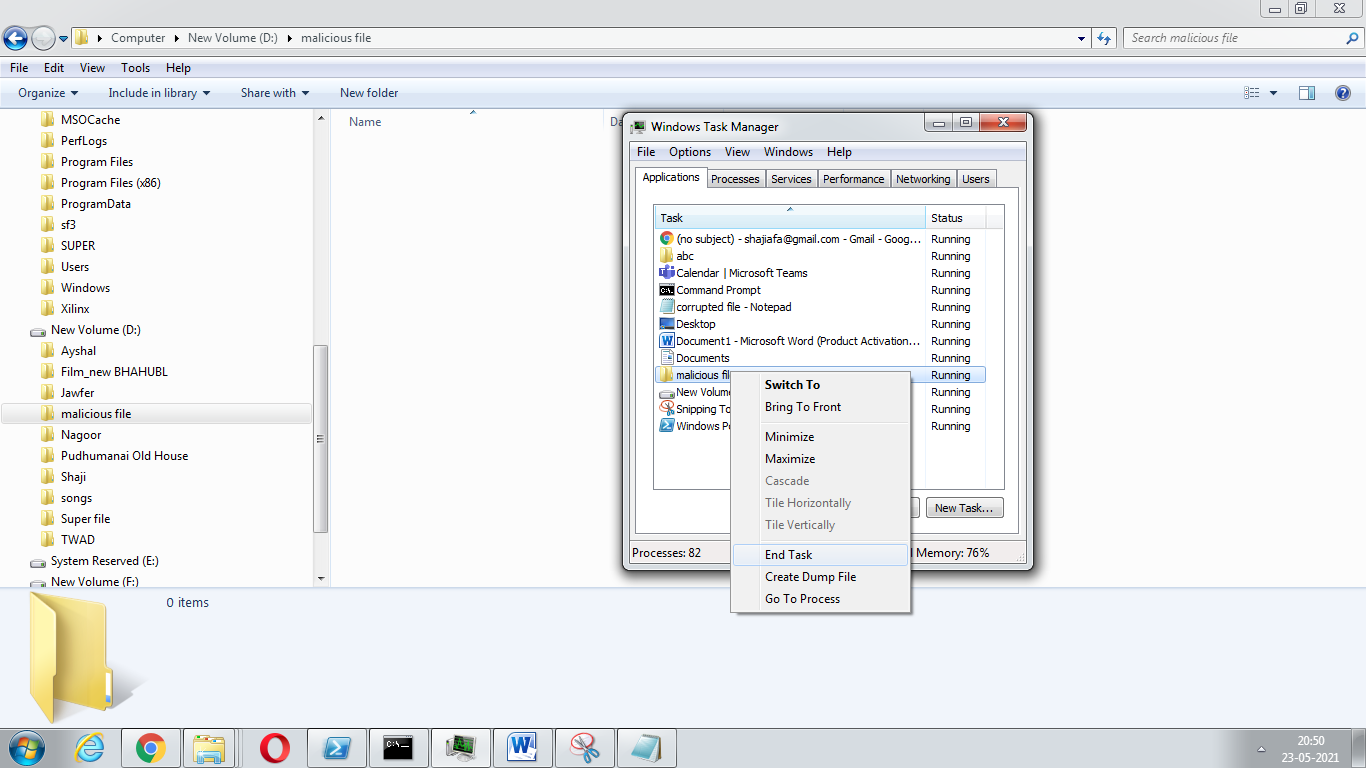 Computer New Volume (D:) malicious file
Search malicious file
File Edit View Tools Help
Organize Include in library Share with New folder
MSOCache
PerfLogs
Program Files
Program Files (x86)
ProgramData
sf3
SUPER
Users
Windows
Xilinx
New Volume (D:)
Ayshal
Film_new BHAHUBL
Jawfer
malicious file
Nagoor
Pudhumanai Old House
Shaji
songs
Super file
TWAD
System Reserved (E:)
New Volume (F:)
Name
Da
Windows Task Manager
File Options View Windows Help
Applications Processes Services Performance Networking Users
Task Status
(no subject) - shajiafa@gmail.com - Gmail - Goog... Running
abc Running
Calendar | Microsoft Teams Running
Command Prompt Running
corrupted file - Notepad Running
Desktop Running
Document1 - Microsoft Word (Product Activation... Running
Documents Running
malicious fil Running
New Volume Running
Snipping To Running
Windows Po Running
Switch To
Bring To Front
Minimize
Maximize
Cascade
Tile Horizontally
Tile Vertically
End Task
Create Dump File
Go To Process
New Task...
Processes: 82
Memory: 76%
0 items
C:\.
20:50
23-05-2021